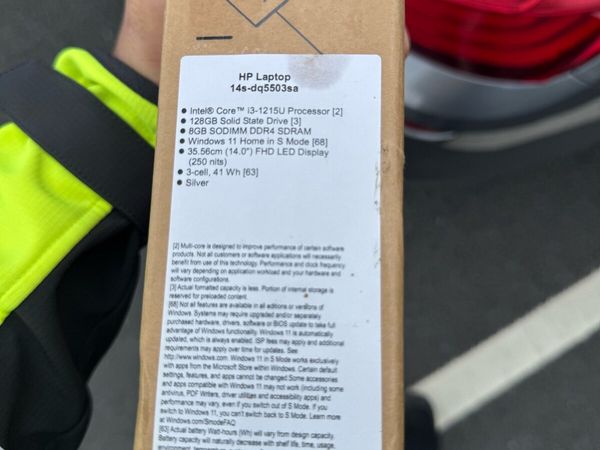 HP Laptop
14s-dq5503sa
● Intel® Core™ i3-1215U Processor [2]
● 128GB Solid State Drive [3]
● 8GB SODIMM DDR4 SDRAM
● Windows 11 Home in S Mode [68]
● 35.56cm (14.0") FHD LED Display
(250 nits)
● 3-cell, 41 Wh [63]
● Silver
[2] Multi-core is designed to improve performance of certain software
products. Not all customers or software applications will necessarily
benefit from use of this technology. Performance and clock frequency
will vary depending on application workload and your hardware and
software configurations.
[3] Actual formatted capacity is less. Portion of internal storage is
reserved for preloaded content.
[68] Not all features are available in all editions or versions of
Windows. Systems may require upgraded and/or separately
purchased hardware, drivers, software or BIOS update to take full
advantage of Windows functionality. Windows 11 is automatically
updated, which is always enabled. ISP fees may apply and additional
requirements may apply over time for updates. See
http://www.windows.com. Windows 11 in S Mode works exclusively
with apps from the Microsoft Store within Windows. Certain default
settings, features, and apps cannot be changed Some accessories
and apps compatible with Windows 11 may not work (including some
antivirus, PDF Writers, driver utilities and accessibility apps) and
performance may vary, even if you switch out of S Mode. If you
switch to Windows 11, you can't switch back to S Mode. Learn more
at Windows.com/SmodeFAQ
[63] Actual battery Watt-hours (Wh) will vary from design capacity.
Battery capacity will naturally decrease with shelf life, time, usage,
environment, temperature